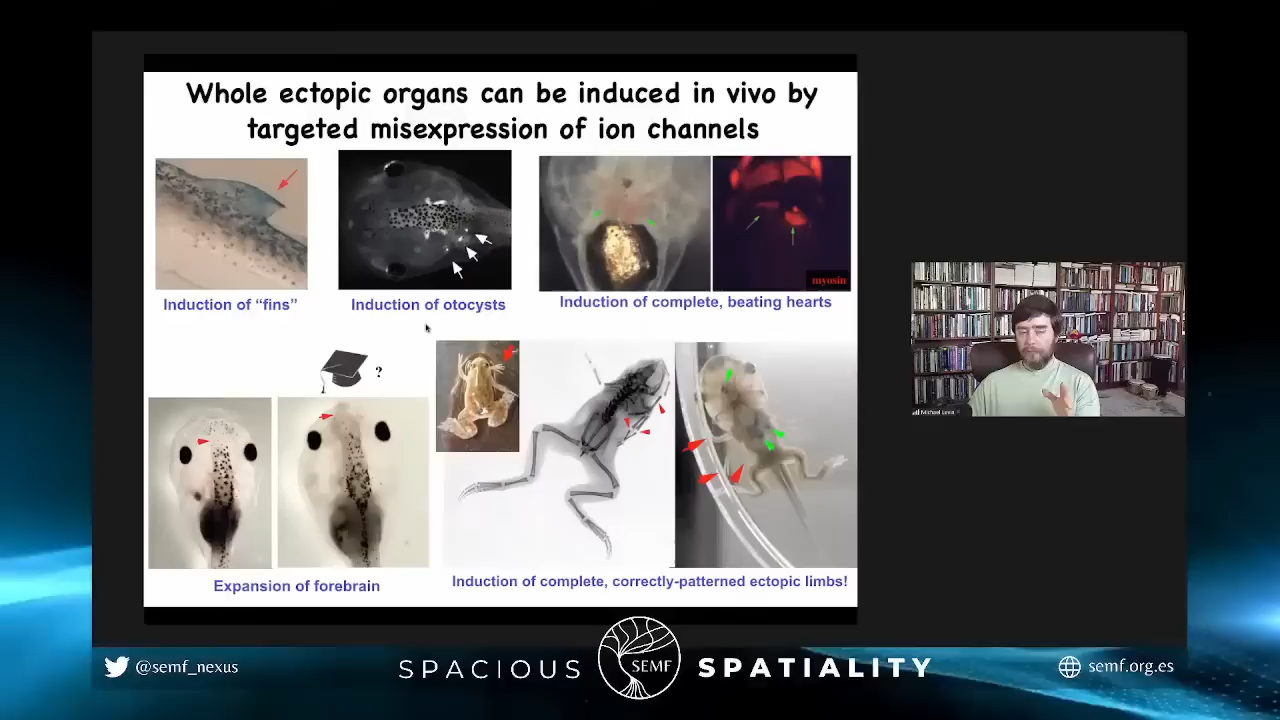 Whole ectopic organs can be induced in vivo by
targeted misexpression of ion channels
Induction of “fins”
Induction of otocysts
myosin
Induction of complete, beating hearts
?
Expansion of forebrain
Induction of complete, correctly-patterned ectopic limbs!
Michael Levin
@semf_nexus
SPACIOUS
SEMF
SPATIALITY
semf.org.es